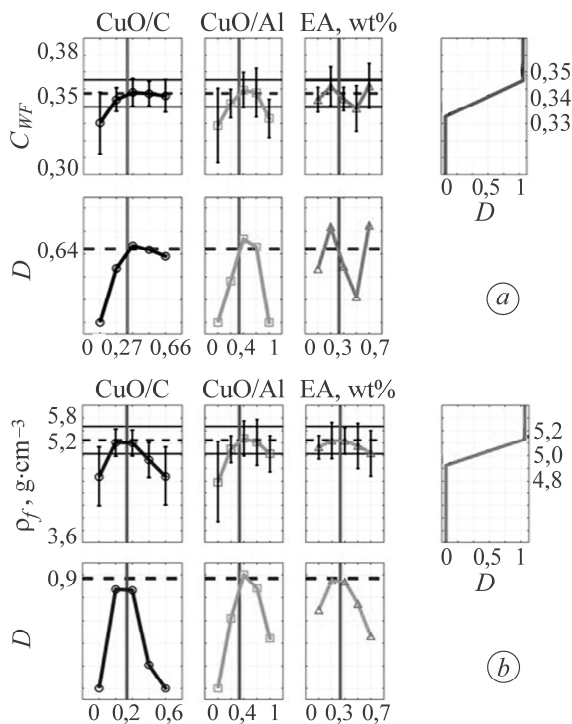 CuO/C CuO/Al EA, wt%
0,38
0,35
0,30
C_WF
0,35
0,34
0,33
0 0,5 1
D
0,64
D
0 0,27 0,66
0 0,4 1
0 0,3 0,7
a
CuO/C CuO/Al EA, wt%
5,8
5,2
3,6
ρ_f, g·cm⁻³
5,2
5,0
4,8
0 0,5 1
D
0,9
D
0 0,2 0,6
0 0,4 1
0 0,3 0,7
b